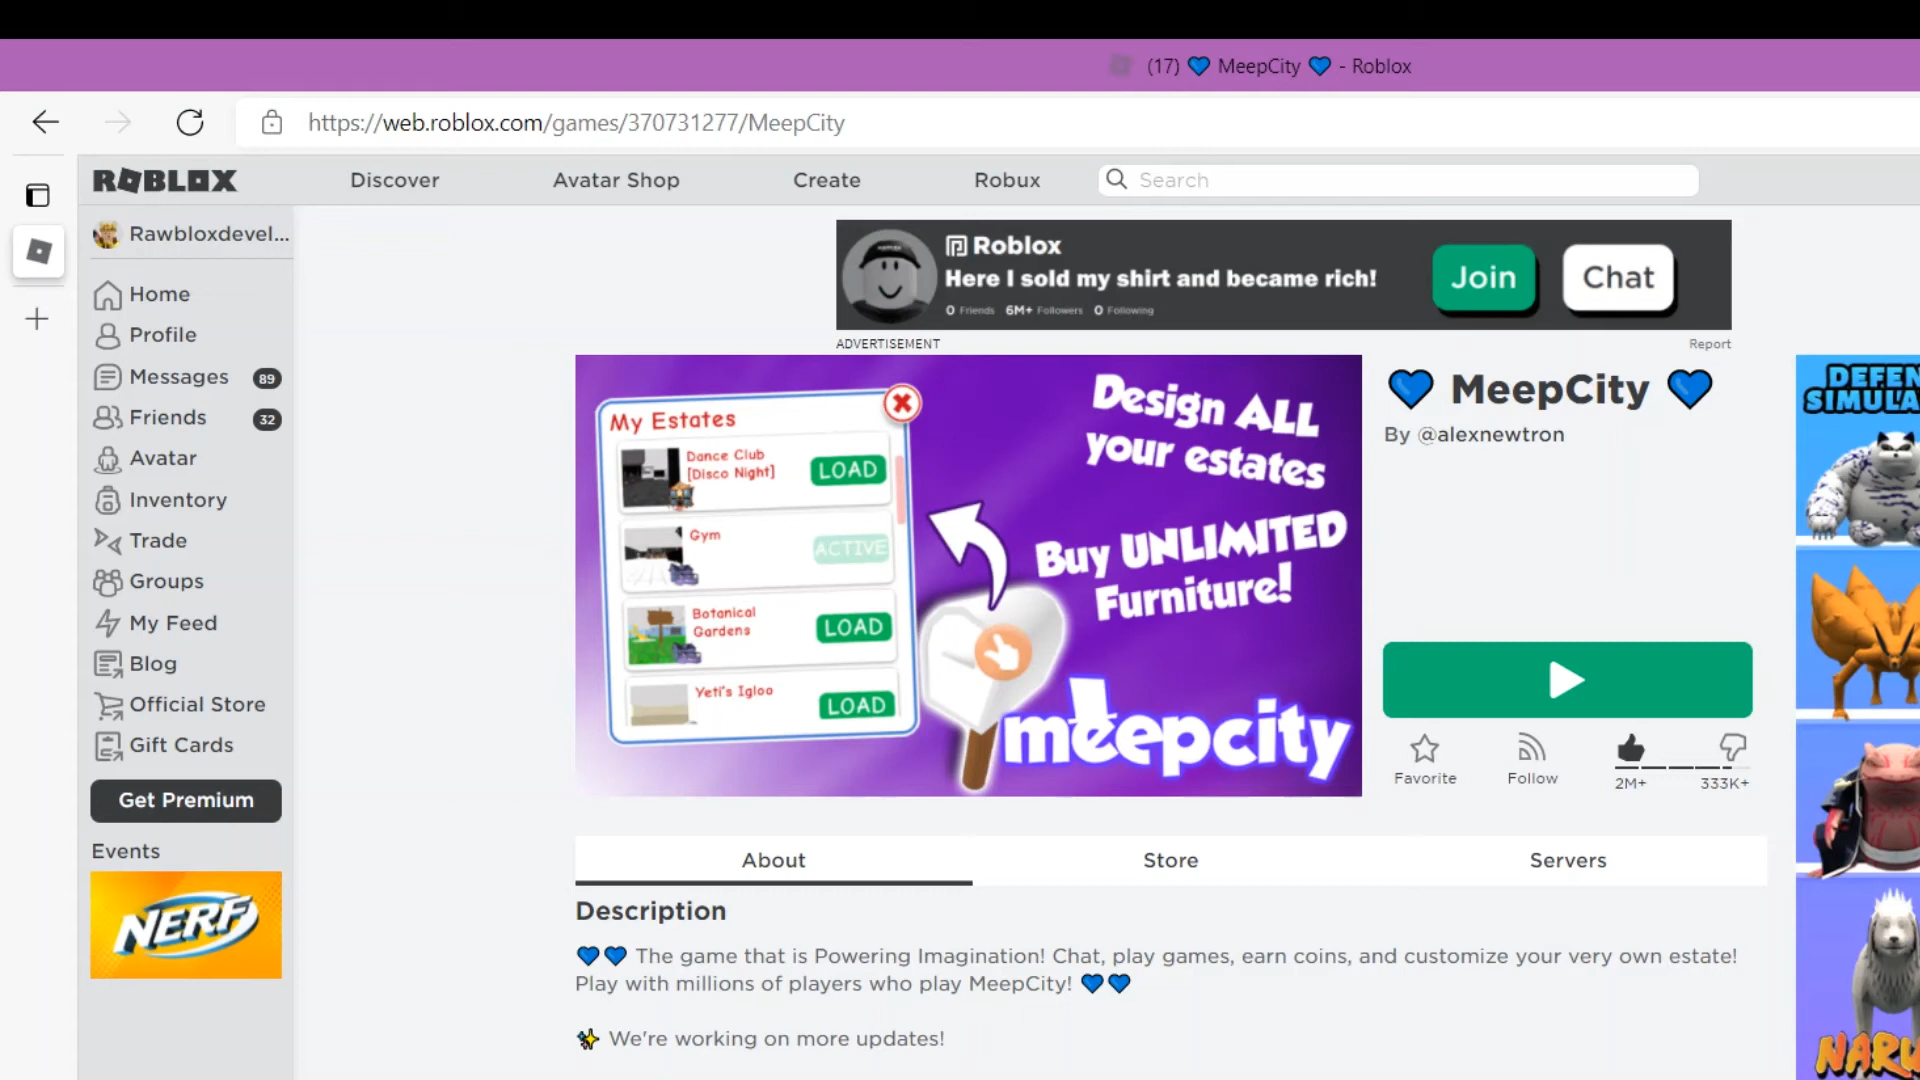 (17) 💙 MeepCity 💙 - Roblox
https://web.roblox.com/games/370731277/MeepCity
ROBLOX
Discover
Avatar Shop
Create
Robux
Search
Rawbloxdevel...
Home
Profile
Messages 89
Friends 32
Avatar
Inventory
Trade
Groups
My Feed
Blog
Official Store
Gift Cards
Get Premium
Events
NERF
Roblox
Here I sold my shirt and became rich!
0 Friends 6M+ Followers 0 Following
Join
Chat
ADVERTISEMENT
Report
My Estates
Dance Club
[Disco Night]
LOAD
Gym
ACTIVE
Botanical
Gardens
LOAD
Yeti's Igloo
LOAD
Design ALL
your estates
Buy UNLIMITED
Furniture!
meepcity
💙 MeepCity 💙
By @alexnewtron
Favorite
Follow
2M+
333K+
About
Store
Servers
Description
💙💙 The game that is Powering Imagination! Chat, play games, earn coins, and customize your very own estate!
Play with millions of players who play MeepCity! 💙💙
✨ We're working on more updates!